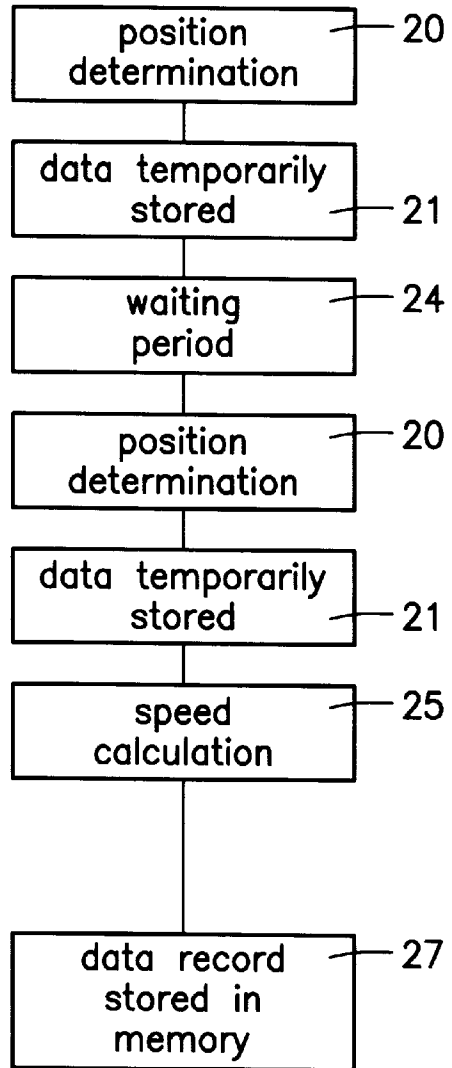 position 20
determination
data temporarily
stored 21
waiting 24
period
position 20
determination
data temporarily
stored 21
speed 25
calculation
data record 27
stored in
memory